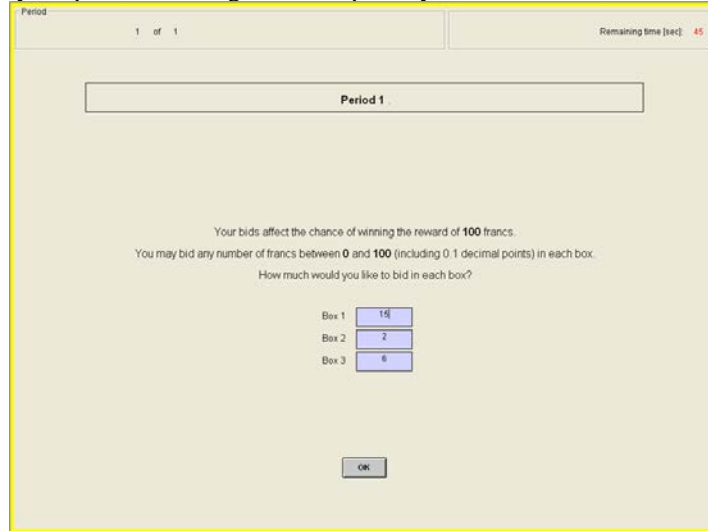 Period
1 of 1
Remaining time [sec]: 45
Period 1 .
Your bids affect the chance of winning the reward of 100 francs.
You may bid any number of francs between 0 and 100 (including 0.1 decimal points) in each box.
How much would you like to bid in each box?
Box 1 15
Box 2 2
Box 3 6
OK